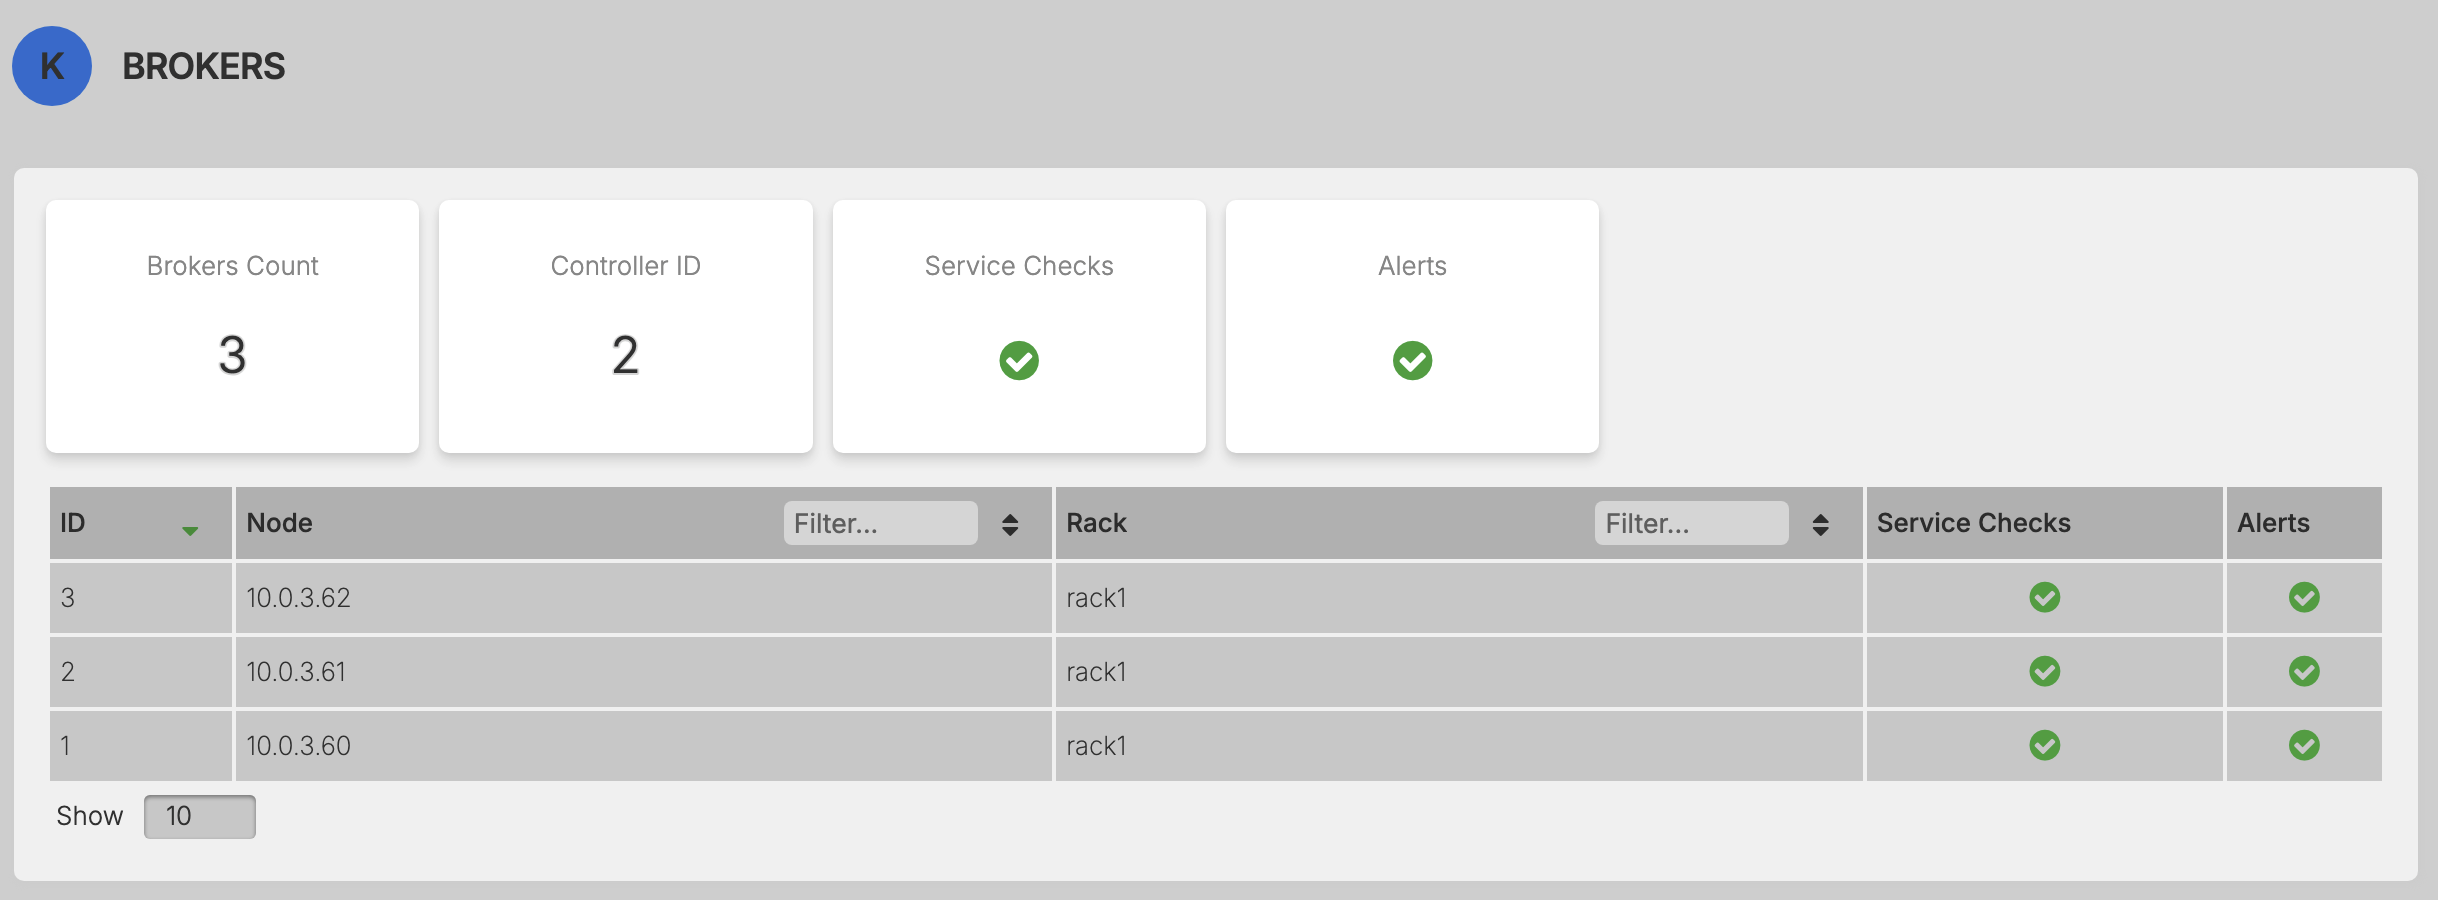 K BROKERS
Brokers Count Controller ID Service Checks Alerts
3 2
ID Node Filter... Rack Filter... Service Checks Alerts
3 10.0.3.62 rack1
2 10.0.3.61 rack1
1 10.0.3.60 rack1
Show 10